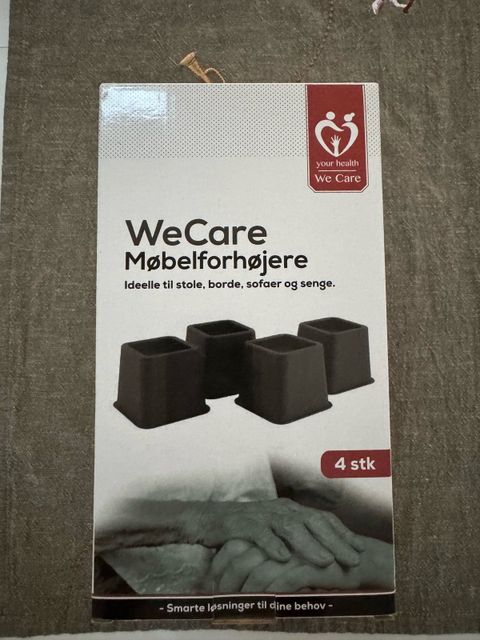 your health
We Care
WeCare
Møbelforhøjere
Ideelle til stole, borde, sofaer og senge.
4 stk
- Smarte løsninger til dine behov -